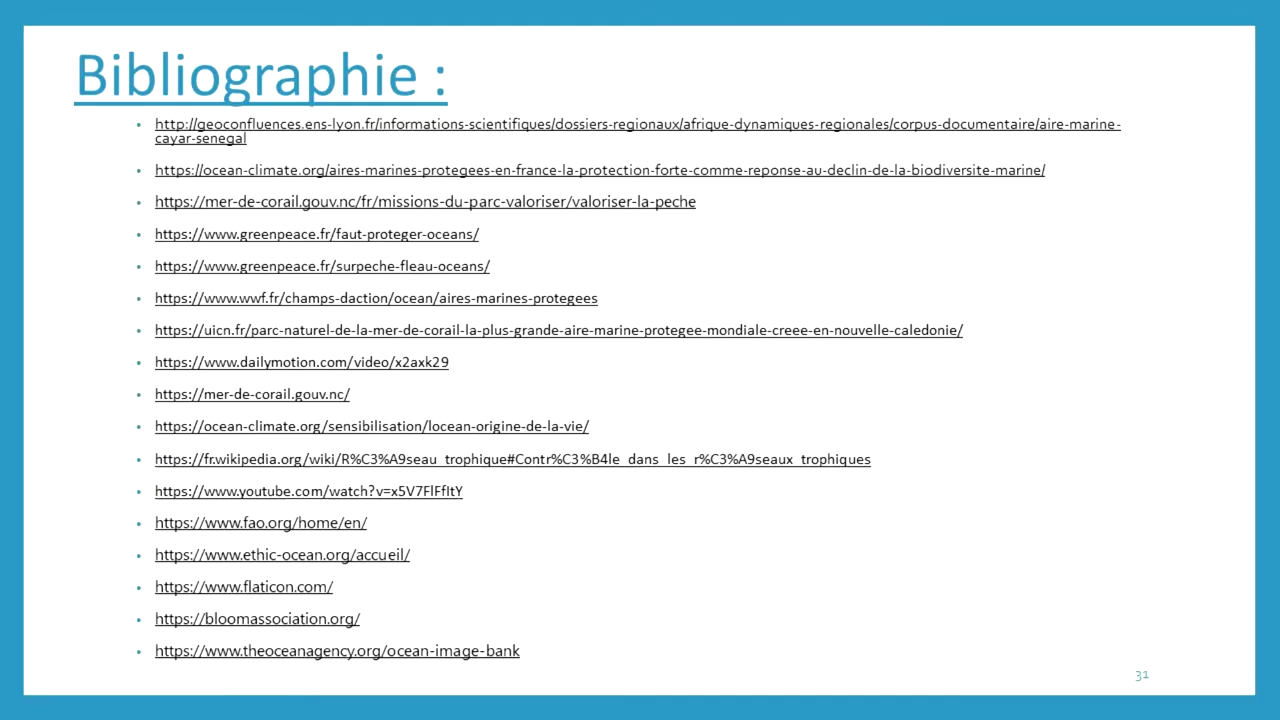 Bibliographie :
• http://geoconfluences.ens-lyon.fr/informations-scientifiques/dossiers-regionaux/afrique-dynamiques-regionales/corpus-documentaire/aire-marine-
cayar-senegal
• https://ocean-climate.org/aires-marines-protegees-en-france-la-protection-forte-comme-reponse-au-declin-de-la-biodiversite-marine/
• https://mer-de-corail.gouv.nc/fr/missions-du-parc-valoriser/valoriser-la-peche
• https://www.greenpeace.fr/faut-proteger-oceans/
• https://www.greenpeace.fr/surpeche-fleau-oceans/
• https://www.wwf.fr/champs-daction/ocean/aires-marines-protegees
• https://uicn.fr/parc-naturel-de-la-mer-de-corail-la-plus-grande-aire-marine-protegee-mondiale-creee-en-nouvelle-caledonie/
• https://www.dailymotion.com/video/x2axk29
• https://mer-de-corail.gouv.nc/
• https://ocean-climate.org/sensibilisation/locean-origine-de-la-vie/
• https://fr.wikipedia.org/wiki/R%C3%A9seau_trophique#Contr%C3%B4le_dans_les_r%C3%A9seaux_trophiques
• https://www.youtube.com/watch?v=x5V7FlFfItY
• https://www.fao.org/home/en/
• https://www.ethic-ocean.org/accueil/
• https://www.flaticon.com/
• https://bloomassociation.org/
• https://www.theoceanagency.org/ocean-image-bank
31